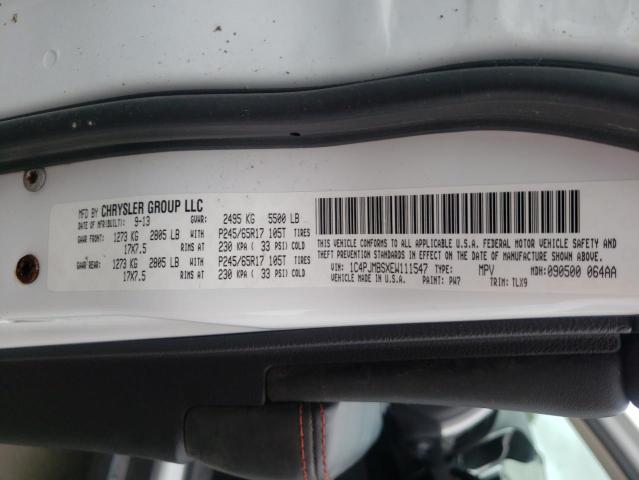 MFD BY CHRYSLER GROUP LLC
DATE OF MFR(BUILT): 9-13 GVWR: 2495 KG 5500 LB
GAWR FRONT: 1273 KG 2805 LB WITH P245/65R17 105T TIRES
17X7.5 RIMS AT 230 KPA ( 33 PSI) COLD
GAWR REAR: 1273 KG 2805 LB WITH P245/65R17 105T TIRES
17X7.5 RIMS AT 230 KPA ( 33 PSI) COLD
THIS VEHICLE CONFORMS TO ALL APPLICABLE U.S.A. FEDERAL MOTOR VEHICLE SAFETY
AND THEFT PREVENTION STANDARDS IN EFFECT ON THE DATE OF MANUFACTURE SHOWN ABOVE.
VIN: 1C4PJMBSXEW111547 TYPE: MPV MDH: 090500 064AA
VEHICLE MADE IN U.S.A. PAINT: PW7 TRIM: TLX9